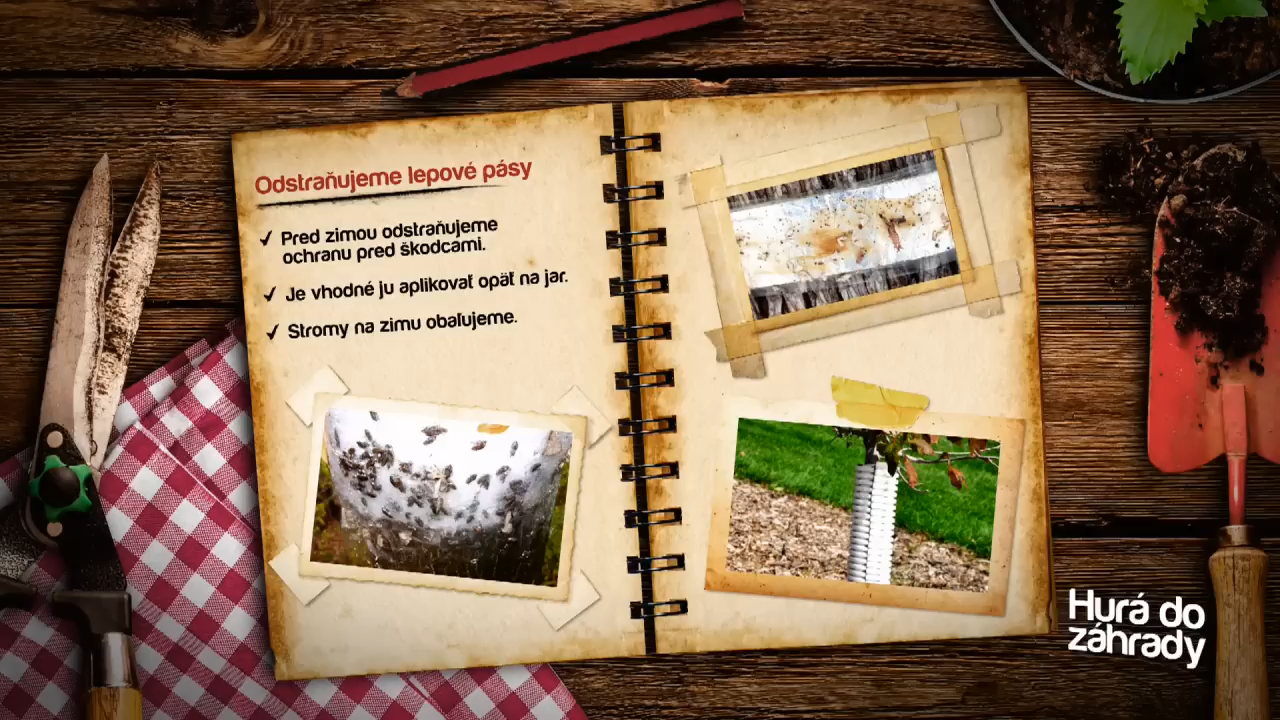 Odstraňujeme lepové pásy
✓ Pred zimou odstraňujeme
ochranu pred škodcami.
✓ Je vhodné ju aplikovať opäť na jar.
✓ Stromy na zimu obaľujeme.
Hurá do
záhrady